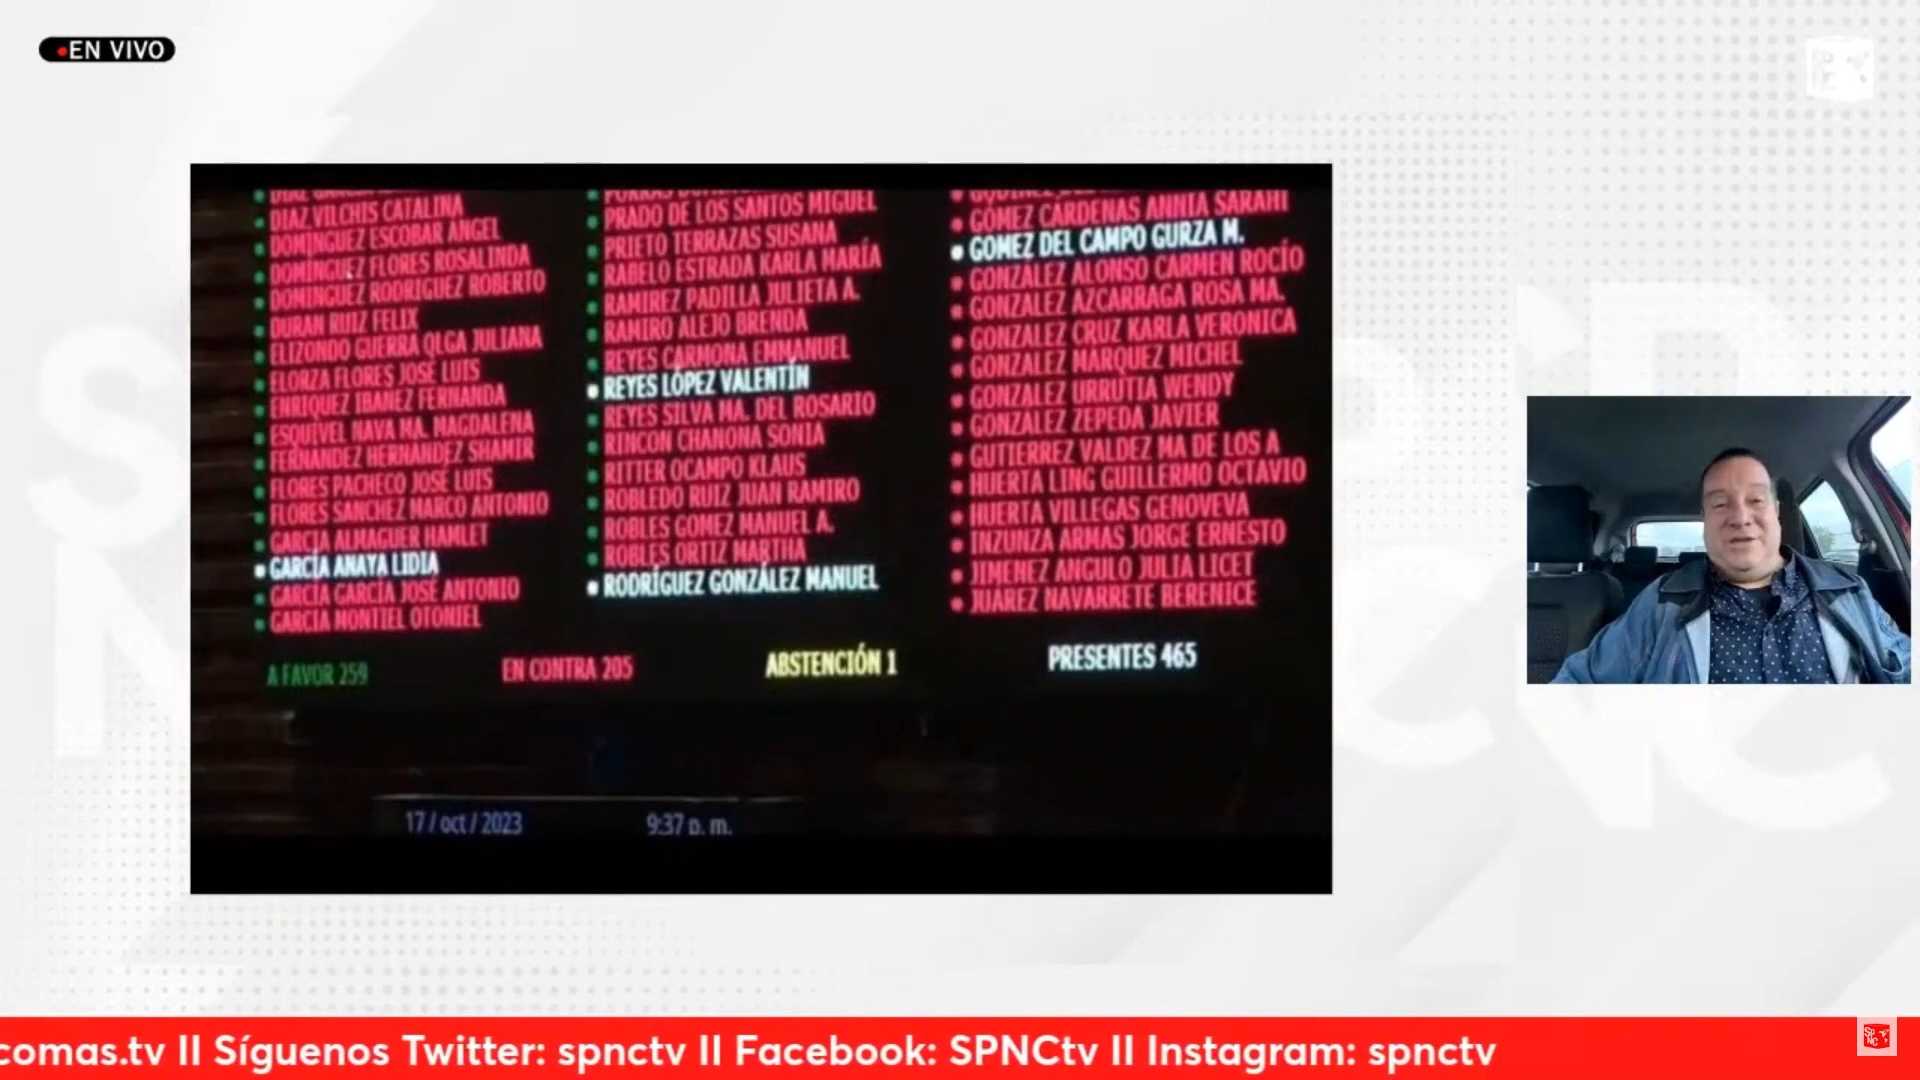 EN VIVO
DIAZ VILCHIS CATALINA
DOMINGUEZ ESCOBAR ANGEL
DOMÍNGUEZ FLORES ROSALINDA
DOMINGUEZ RODRIGUEZ ROBERTO
DURAN RUIZ FELIX
ELIZONDO GUERRA OLGA JULIANA
ELORZA FLORES JOSÉ LUIS
ENRIQUEZ IBANEZ FERNANDA
ESQUIVEL NAVA MA. MAGDALENA
FERNANDEZ HERNANDEZ SHAMIR
FLORES PACHECO JOSÉ LUIS
FLORES SANCHEZ MARCO ANTONIO
GARCIA ALMAGUER HAMLET
GARCÍA ANAYA LIDIA
GARCÍA GARCÍA JOSÉ ANTONIO
GARCÍA MONTIEL OTONIEL
PRADO DE LOS SANTOS MIGUEL
PRIETO TERRAZAS SUSANA
RABELO ESTRADA KARLA MARÍA
RAMIREZ PADILLA JULIETA A.
RAMIRO ALEJO BRENDA
REYES CARMONA EMMANUEL
REYES LÓPEZ VALENTÍN
REYES SILVA MA. DEL ROSARIO
RINCON CHANONA SONIA
RITTER OCAMPO KLAUS
ROBLEDO RUIZ JUAN RAMIRO
ROBLES GOMEZ MANUEL A.
ROBLES ORTIZ MARTHA
RODRÍGUEZ GONZÁLEZ MANUEL
GOMEZ CARDENAS ANNIA SARAHI
GOMEZ DEL CAMPO GURZA M.
GONZALEZ ALONSO CARMEN ROCÍO
GONZALEZ AZCARRAGA ROSA MA.
GONZALEZ CRUZ KARLA VERONICA
GONZALEZ MARQUEZ MICHEL
GONZALEZ URRUTIA WENDY
GONZALEZ ZEPEDA JAVIER
GUTIERREZ VALDEZ MA DE LOS A
HUERTA LING GUILLERMO OCTAVIO
HUERTA VILLEGAS GENOVEVA
INZUNZA ARMAS JORGE ERNESTO
JIMENEZ ANGULO JULIA LICET
JUAREZ NAVARRETE BERENICE
A FAVOR 259
EN CONTRA 205
ABSTENCIÓN 1
PRESENTES 465
17 / oct / 2023
9:37 p. m.
comas.tv II Síguenos Twitter: spnctv II Facebook: SPNCtv II Instagram: spnctv